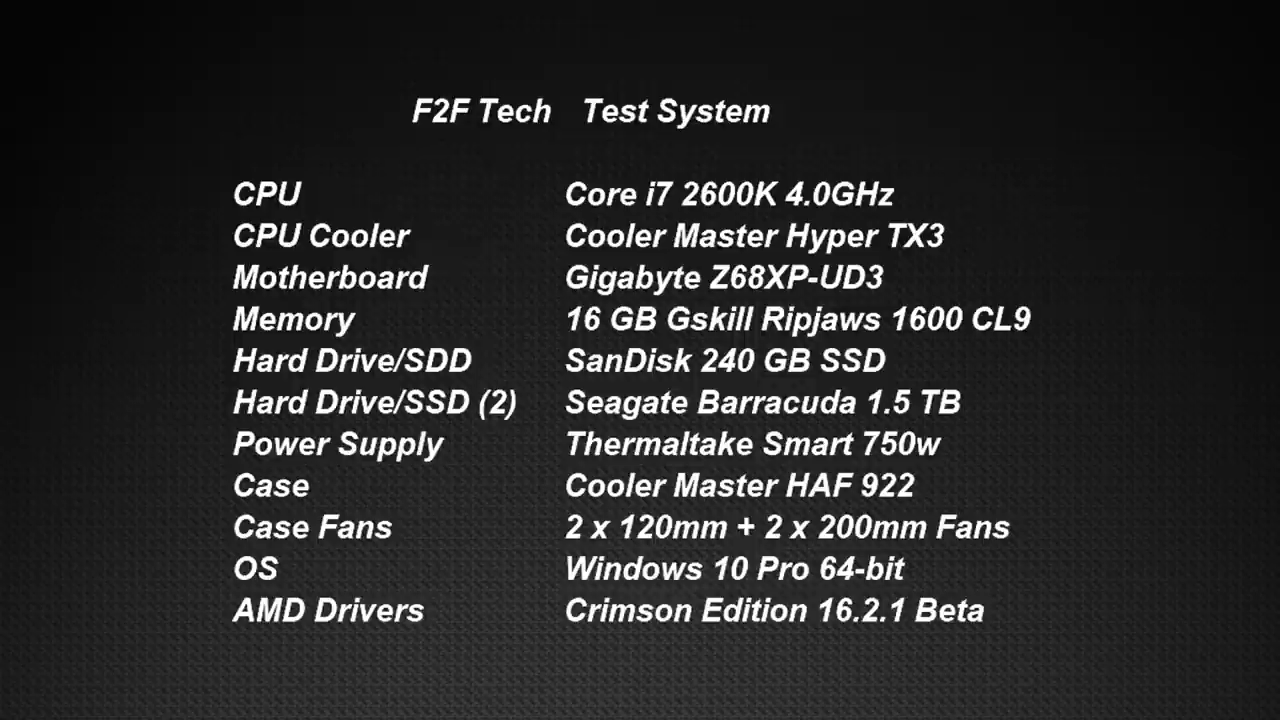 F2F Tech Test System
CPU Core i7 2600K 4.0GHz
CPU Cooler Cooler Master Hyper TX3
Motherboard Gigabyte Z68XP-UD3
Memory 16 GB Gskill Ripjaws 1600 CL9
Hard Drive/SDD SanDisk 240 GB SSD
Hard Drive/SSD (2) Seagate Barracuda 1.5 TB
Power Supply Thermaltake Smart 750w
Case Cooler Master HAF 922
Case Fans 2 x 120mm + 2 x 200mm Fans
OS Windows 10 Pro 64-bit
AMD Drivers Crimson Edition 16.2.1 Beta